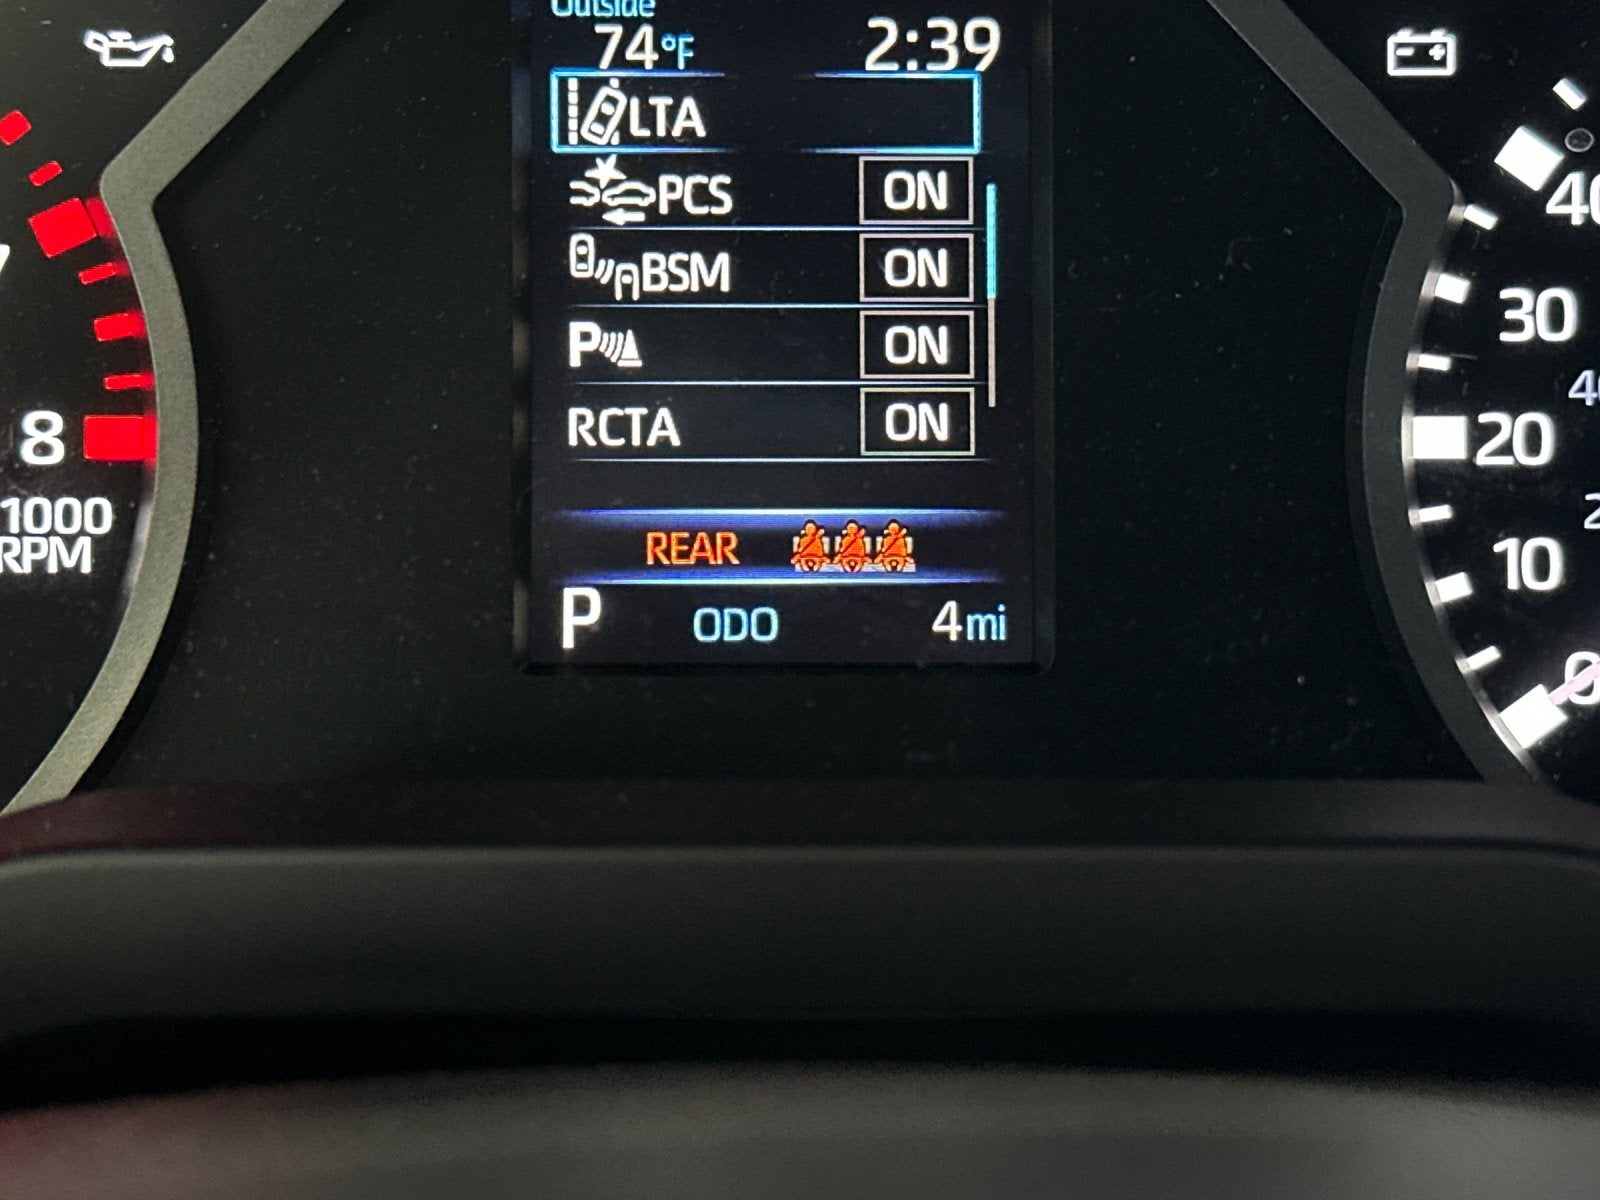 Outside
74°F 2:39
LTA
PCS ON
BSM ON
P ON
RCTA ON
REAR
P ODO 4mi
8
1000
RPM
40
30
20
10
0